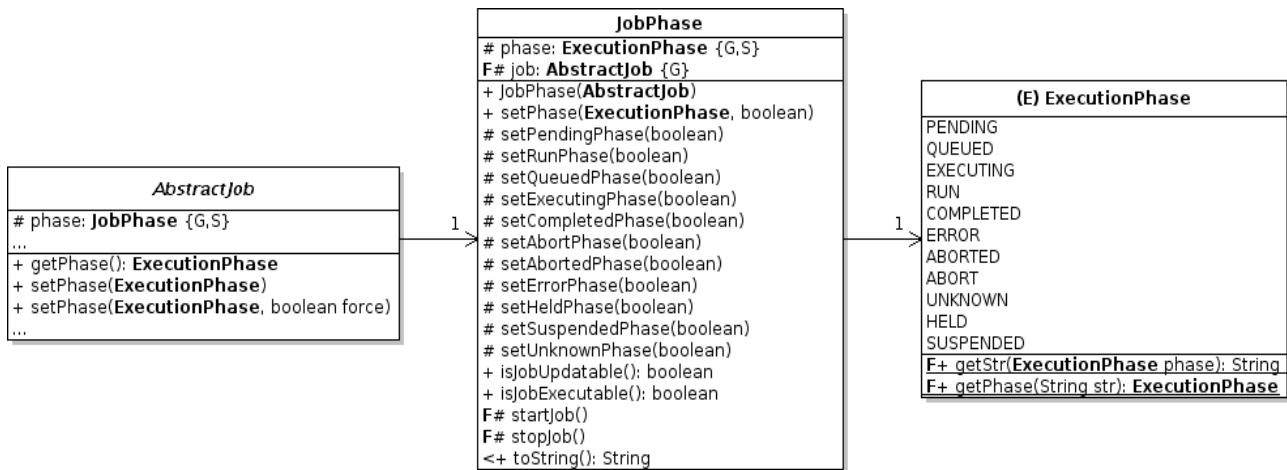 AbstractJob
# phase: JobPhase {G,S}
...
+ getPhase(): ExecutionPhase
+ setPhase(ExecutionPhase)
+ setPhase(ExecutionPhase, boolean force)
...
1
JobPhase
# phase: ExecutionPhase {G,S}
F# job: AbstractJob {G}
+ JobPhase(AbstractJob)
+ setPhase(ExecutionPhase, boolean)
# setPendingPhase(boolean)
# setRunPhase(boolean)
# setQueuedPhase(boolean)
# setExecutingPhase(boolean)
# setCompletedPhase(boolean)
# setAbortPhase(boolean)
# setAbortedPhase(boolean)
# setErrorPhase(boolean)
# setHeldPhase(boolean)
# setSuspendedPhase(boolean)
# setUnknownPhase(boolean)
+ isJobUpdatable(): boolean
+ isJobExecutable(): boolean
F# startJob()
F# stopJob()
<+ toString(): String
1
(E) ExecutionPhase
PENDING
QUEUED
EXECUTING
RUN
COMPLETED
ERROR
ABORTED
ABORT
UNKNOWN
HELD
SUSPENDED
F+ getStr(ExecutionPhase phase): String
F+ getPhase(String str): ExecutionPhase